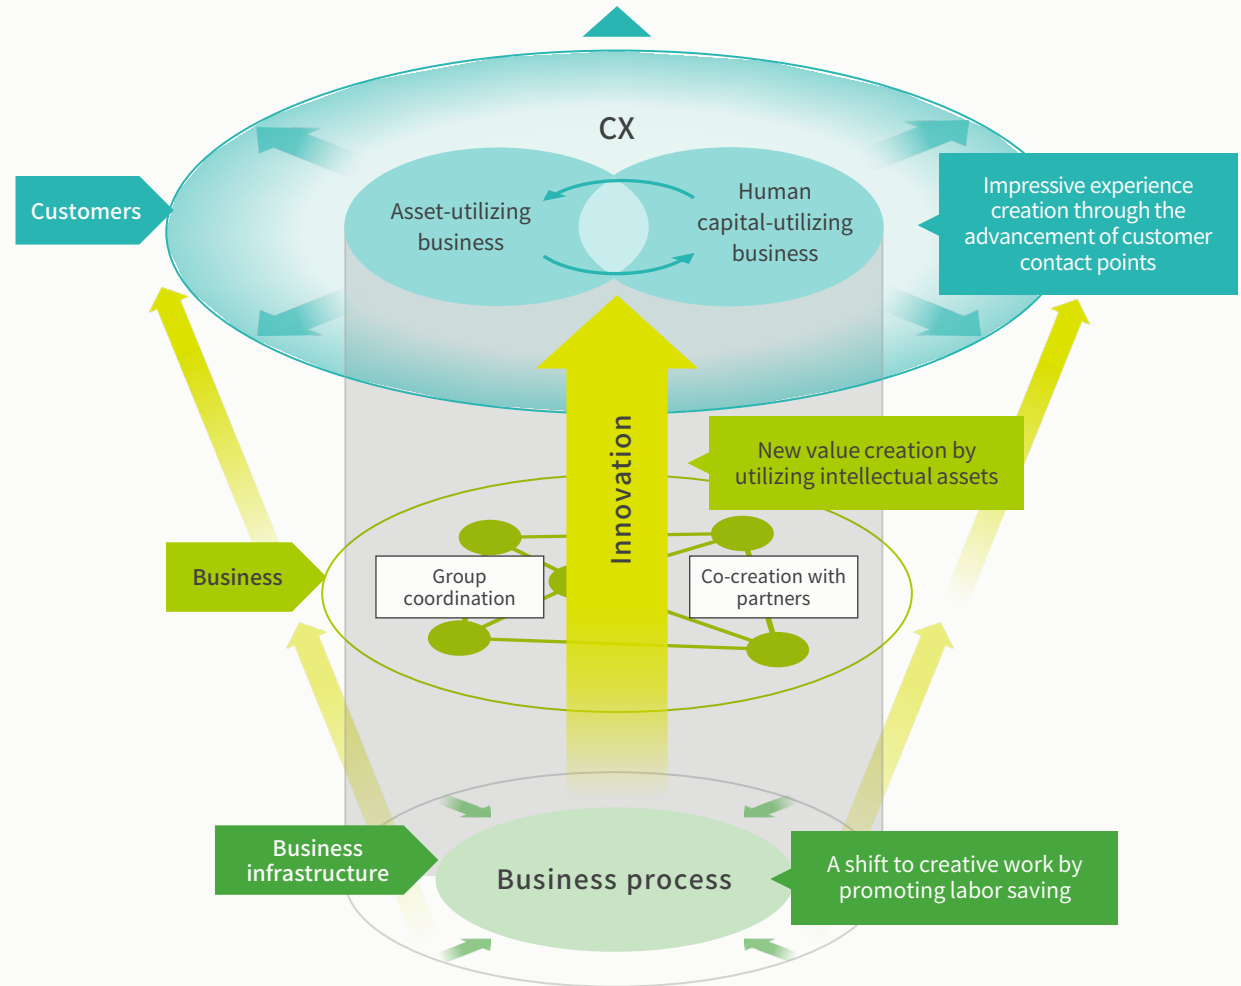 CX
Customers
Asset-utilizing
business
Human
capital-utilizing
business
Impressive experience
creation through the
advancement of customer
contact points
Innovation
New value creation by
utilizing intellectual assets
Business
Group
coordination
Co-creation with
partners
Business
infrastructure
Business process
A shift to creative work by
promoting labor saving